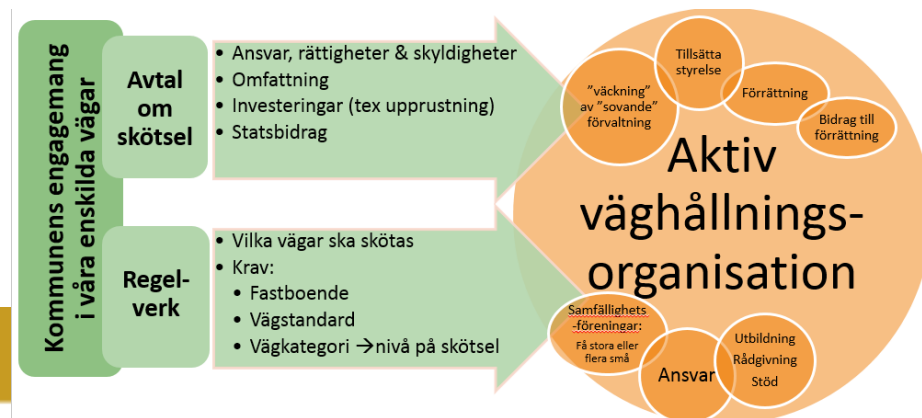 Kommunens engagemang
i våra enskilda vägar
Avtal
om
skötsel
• Ansvar, rättigheter & skyldigheter
• Omfattning
• Investeringar (tex upprustning)
• Statsbidrag
Regel-
verk
• Vilka vägar ska skötas
• Krav:
• Fastboende
• Vägstandard
• Vägkategori →nivå på skötsel
"väckning"
av "sovande"
förvaltning
Tillsätta
styrelse
Förrättning
Bidrag till
förrättning
Aktiv
väghållnings-
organisation
Samfällighets
-föreningar:
Få stora eller
flera små
Ansvar
Utbildning
Rådgivning
Stöd